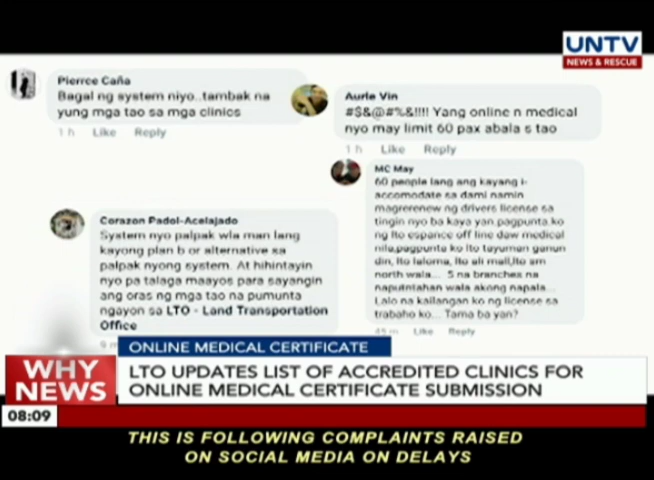 UNTV
NEWS & RESCUE
Pierrce Caña
Bagal ng system niyo..tambak na
yung mga tao sa mga clinics
1 h Like Reply
Aurle Vin
#$&@#%&!!!! Yang online n medical
nyo may limit 60 pax abala s tao
1 h Like Reply
MC May
60 people lang ang kayang i-
accomodate sa dami namin
magrerenew ng drivers license sa
tingin nyo ba kaya yan pagpunta ko
ng lto espance off line daw medical
nila,pagpunta ko lto tayuman ganun
din, lto laloma, lto ali mall,lto sm
north wala... 5 na branches na
naputntahan wala akong napala...
Lalo na kailangan ko ng license sa
trabaho ko... Tama ba yan?
45 m Like Reply
Corazon Padol-Acelajado
System nyo palpak wla man lang
kayong plan b or alternative sa
palpak nyong system. At hihintayin
nyo pa talaga maayos para sayangin
ang oras ng mga tao na pumunta
ngayon sa LTO - Land Transportation
Office
9 m
ONLINE MEDICAL CERTIFICATE
WHY
NEWS
LTO UPDATES LIST OF ACCREDITED CLINICS FOR
ONLINE MEDICAL CERTIFICATE SUBMISSION
08:09
THIS IS FOLLOWING COMPLAINTS RAISED
ON SOCIAL MEDIA ON DELAYS